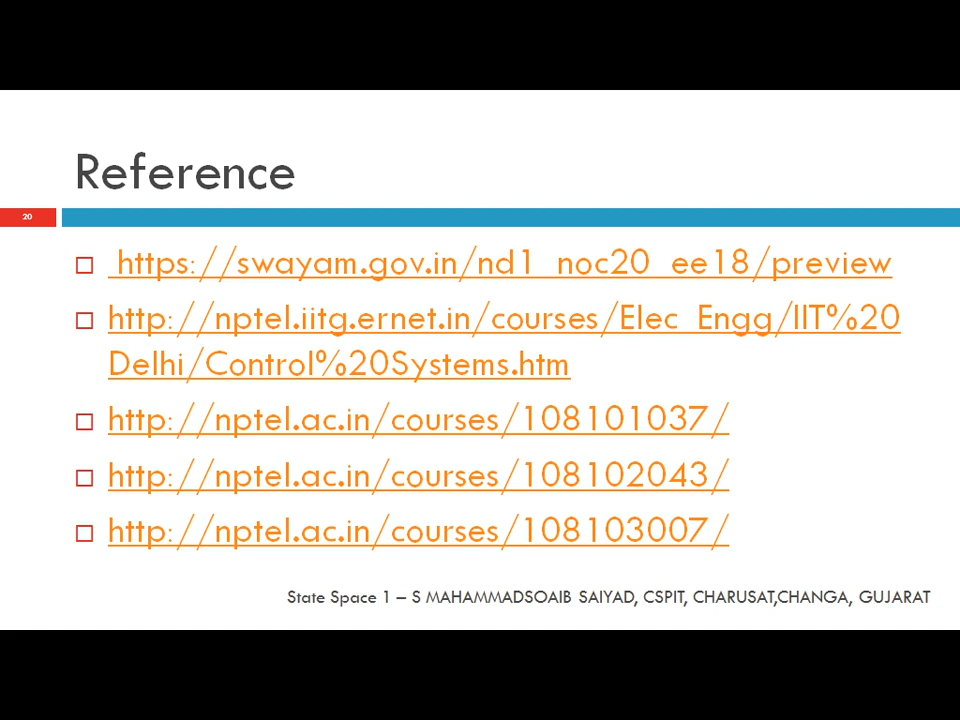 Reference
20
https://swayam.gov.in/nd1_noc20_ee18/preview
http://nptel.iitg.ernet.in/courses/Elec_Engg/IIT%20
Delhi/Control%20Systems.htm
http://nptel.ac.in/courses/108101037/
http://nptel.ac.in/courses/108102043/
http://nptel.ac.in/courses/108103007/
State Space 1 – S MAHAMMADSOAIB SAIYAD, CSPIT, CHARUSAT,CHANGA, GUJARAT